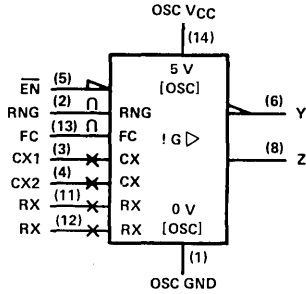 OSC VCC
(14)
5 V
[OSC]
EN (5)
RNG (2) ∩ RNG
FC (13) ∩ FC
CX1 (3) CX
CX2 (4) CX
RX (11) RX
RX (12) RX
! G ▷
(6) Y
(8) Z
0 V
[OSC]
(1)
OSC GND